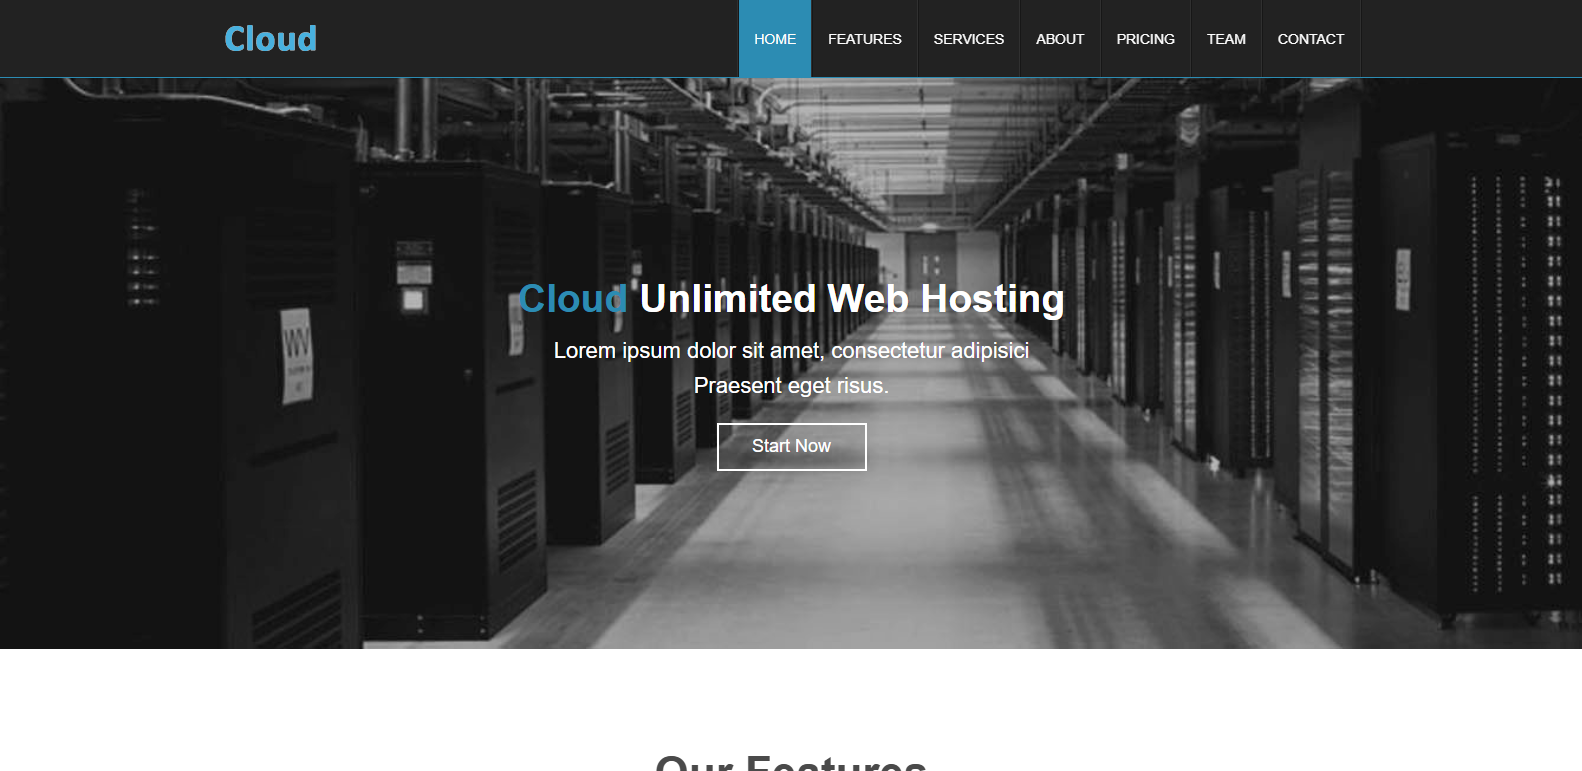 Cloud
HOME FEATURES SERVICES ABOUT PRICING TEAM CONTACT
Cloud Unlimited Web Hosting
Lorem ipsum dolor sit amet, consectetur adipisici
Praesent eget risus.
Start Now
WV
Our Features